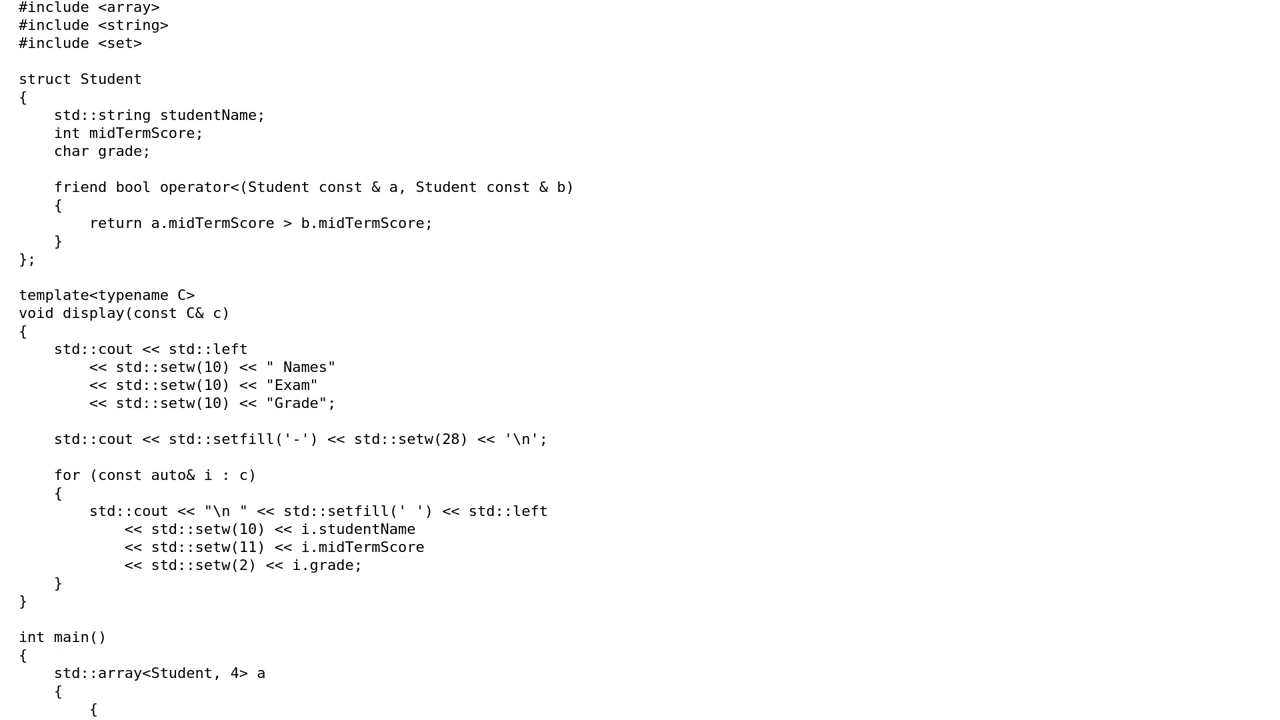 #include <array>
#include <string>
#include <set>

struct Student
{
    std::string studentName;
    int midTermScore;
    char grade;

    friend bool operator<(Student const & a, Student const & b)
    {
        return a.midTermScore > b.midTermScore;
    }
};

template<typename C>
void display(const C& c)
{
    std::cout << std::left
        << std::setw(10) << " Names"
        << std::setw(10) << "Exam"
        << std::setw(10) << "Grade";

    std::cout << std::setfill('-') << std::setw(28) << '\n';

    for (const auto& i : c)
    {
        std::cout << "\n " << std::setfill(' ') << std::left
            << std::setw(10) << i.studentName
            << std::setw(11) << i.midTermScore
            << std::setw(2) << i.grade;
    }
}

int main()
{
    std::array<Student, 4> a
    {
        {